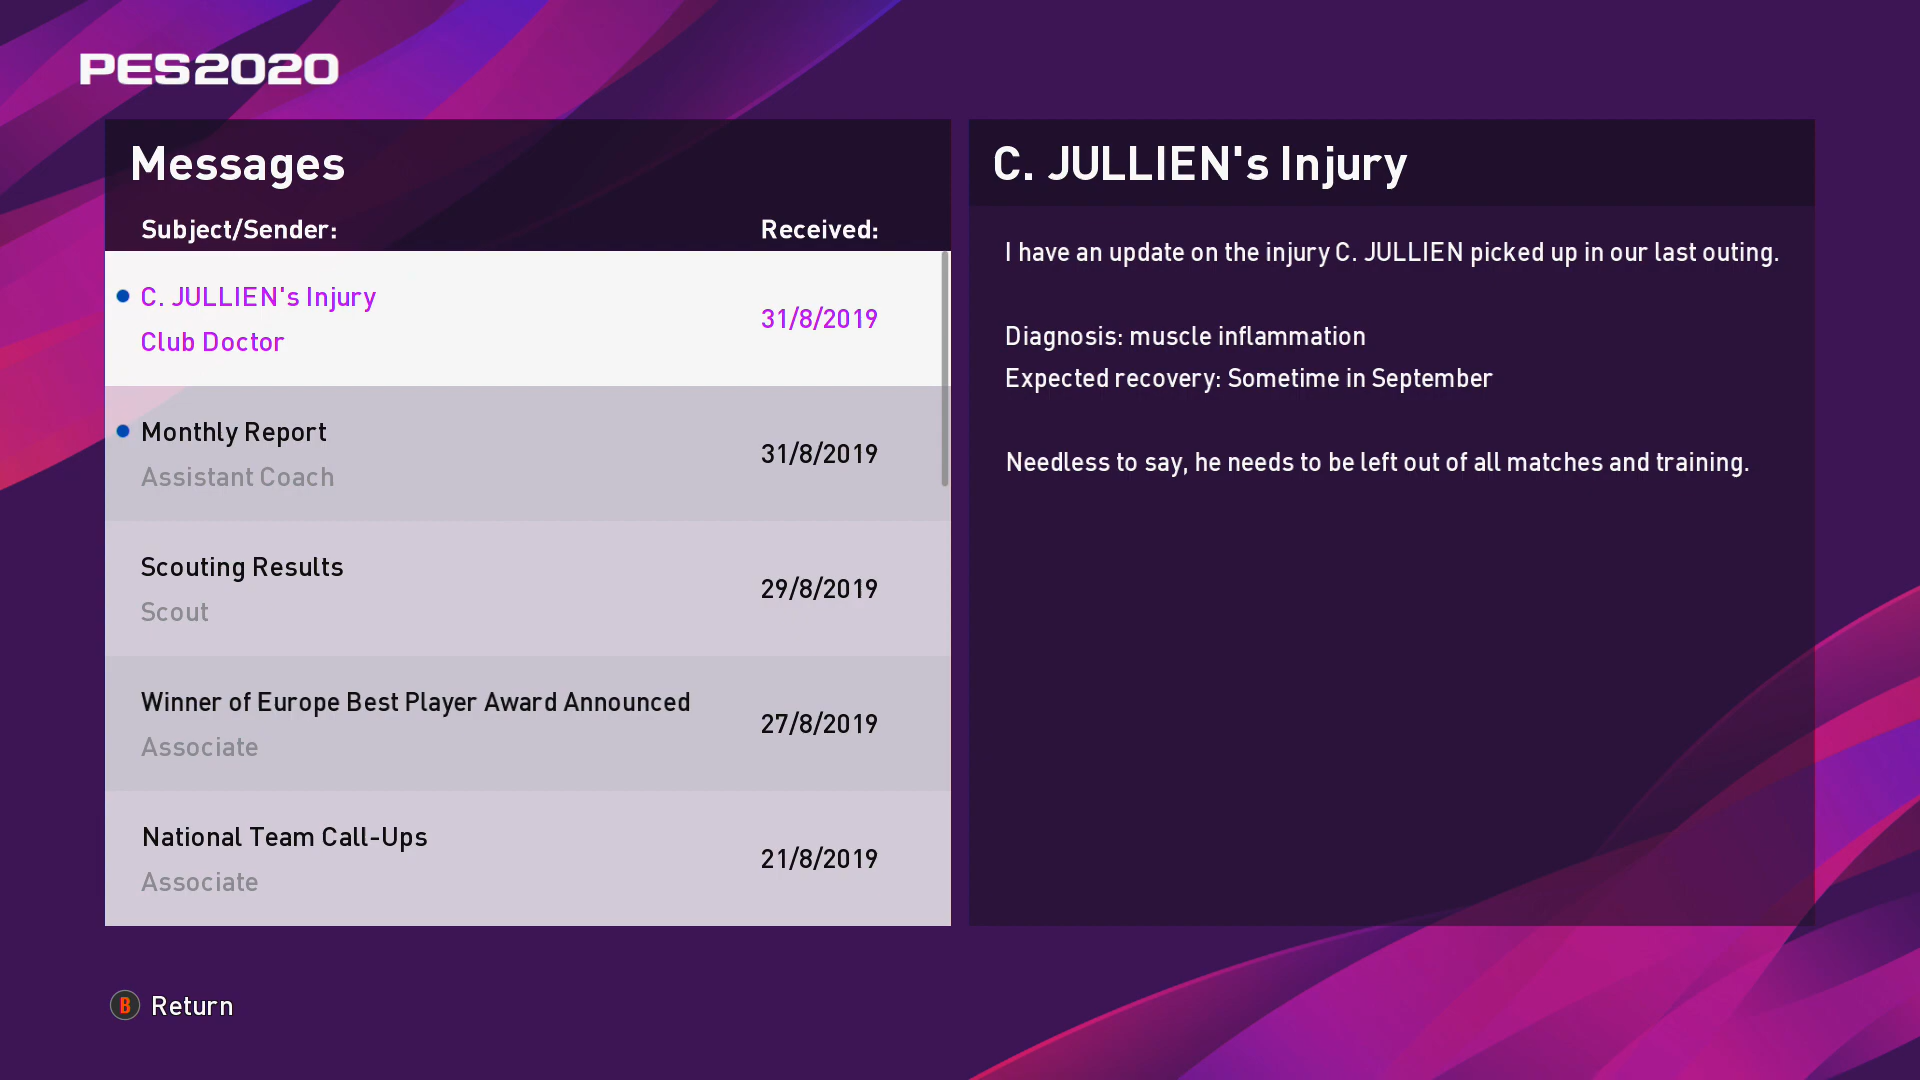 PES2020
Messages
Subject/Sender:
Received:
C. JULLIEN's Injury
Club Doctor
31/8/2019
Monthly Report
Assistant Coach
31/8/2019
Scouting Results
Scout
29/8/2019
Winner of Europe Best Player Award Announced
Associate
27/8/2019
National Team Call-Ups
Associate
21/8/2019
C. JULLIEN's Injury
I have an update on the injury C. JULLIEN picked up in our last outing.
Diagnosis: muscle inflammation
Expected recovery: Sometime in September
Needless to say, he needs to be left out of all matches and training.
B Return